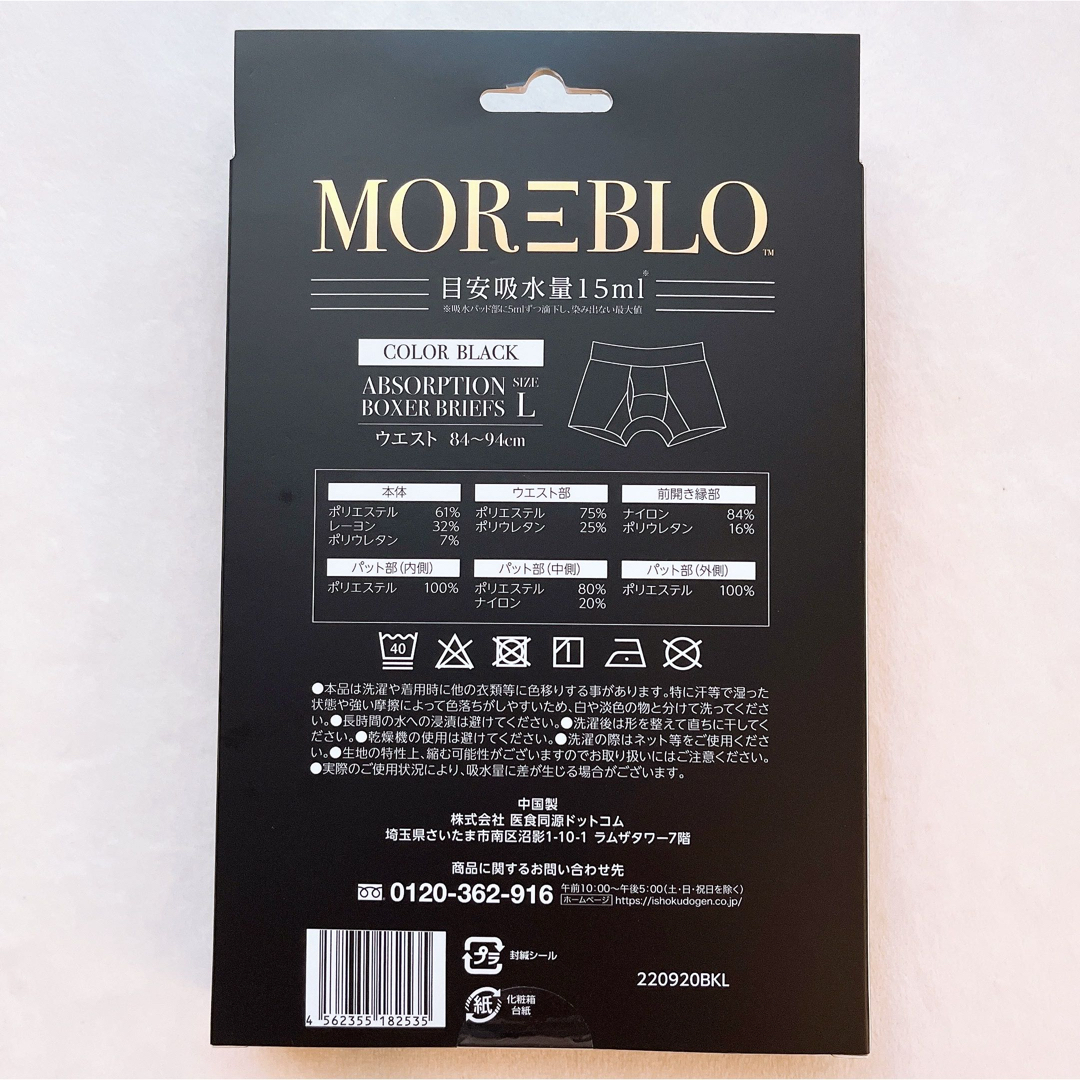 MOREBLO™
目安吸水量15ml※
※吸水パッド部に5mlずつ滴下し、染み出ない最大値
COLOR BLACK
ABSORPTION SIZE
BOXER BRIEFS L
ウエスト 84～94cm
本体 ウエスト部 前開き縁部
ポリエステル 61% ポリエステル 75% ナイロン 84%
レーヨン 32% ポリウレタン 25% ポリウレタン 16%
ポリウレタン 7%
パット部(内側) パット部(中側) パット部(外側)
ポリエステル 100% ポリエステル 80% ポリエステル 100%
ナイロン 20%
40
●本品は洗濯や着用時に他の衣類等に色移りする事があります。特に汗等で湿った
状態や強い摩擦によって色落ちがしやすいため、白や淡色の物と分けて洗ってくださ
い。●長時間の水への浸漬は避けてください。●洗濯後は形を整えて直ちに干してく
ださい。●乾燥機の使用は避けてください。●洗濯の際はネット等をご使用くださ
い。●生地の特性上、縮む可能性がございますのでお取り扱いにはご注意ください。
●実際のご使用状況により、吸水量に差が生じる場合がございます。
中国製
株式会社 医食同源ドットコム
埼玉県さいたま市南区沼影1-10-1 ラムザタワー7階
商品に関するお問い合わせ先
0120-362-916 午前10:00～午後5:00(土・日・祝日を除く)
ホームページ https://ishokudogen.co.jp/
プラ 封緘シール
220920BKL
紙 化粧箱
台紙
4 562355 182535